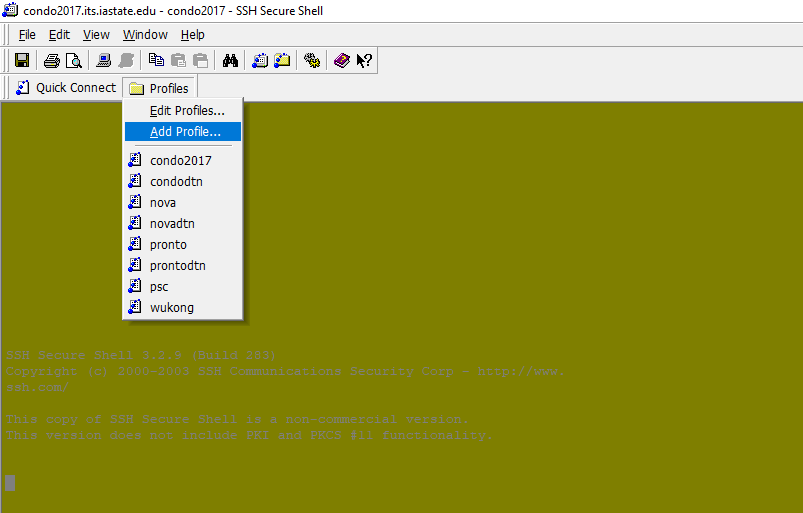 condo2017.its.iastate.edu - condo2017 - SSH Secure Shell
File Edit View Window Help
Quick Connect Profiles
Edit Profiles...
Add Profile...
condo2017
condodtn
nova
novadtn
pronto
prontodtn
psc
wukong
SSH Secure Shell 3.2.9 (Build 283)
Copyright (c) 2000-2003 SSH Communications Security Corp - http://www.
ssh.com/
This copy of SSH Secure Shell is a non-commercial version.
This version does not include PKI and PKCS #11 functionality.